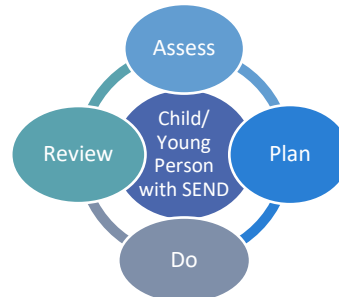 Assess
Child/
Young
Person
with SEND
Review
Plan
Do